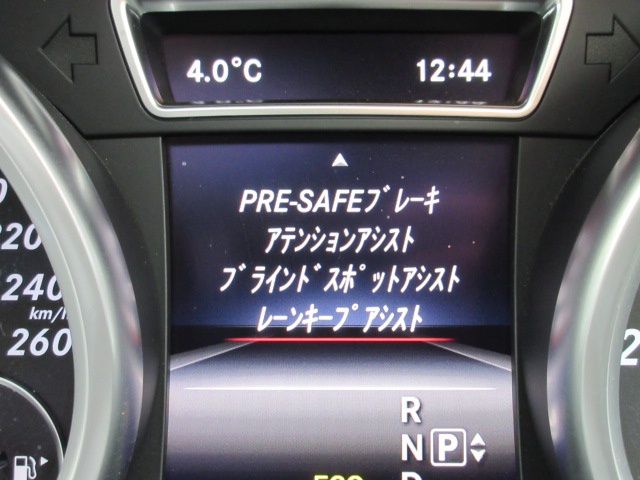 4.0°C 12:44
PRE-SAFEブレーキ
アテンションアシスト
ブラインドスポットアシスト
レーンキープアシスト
220
240
km/h
260
R
N P